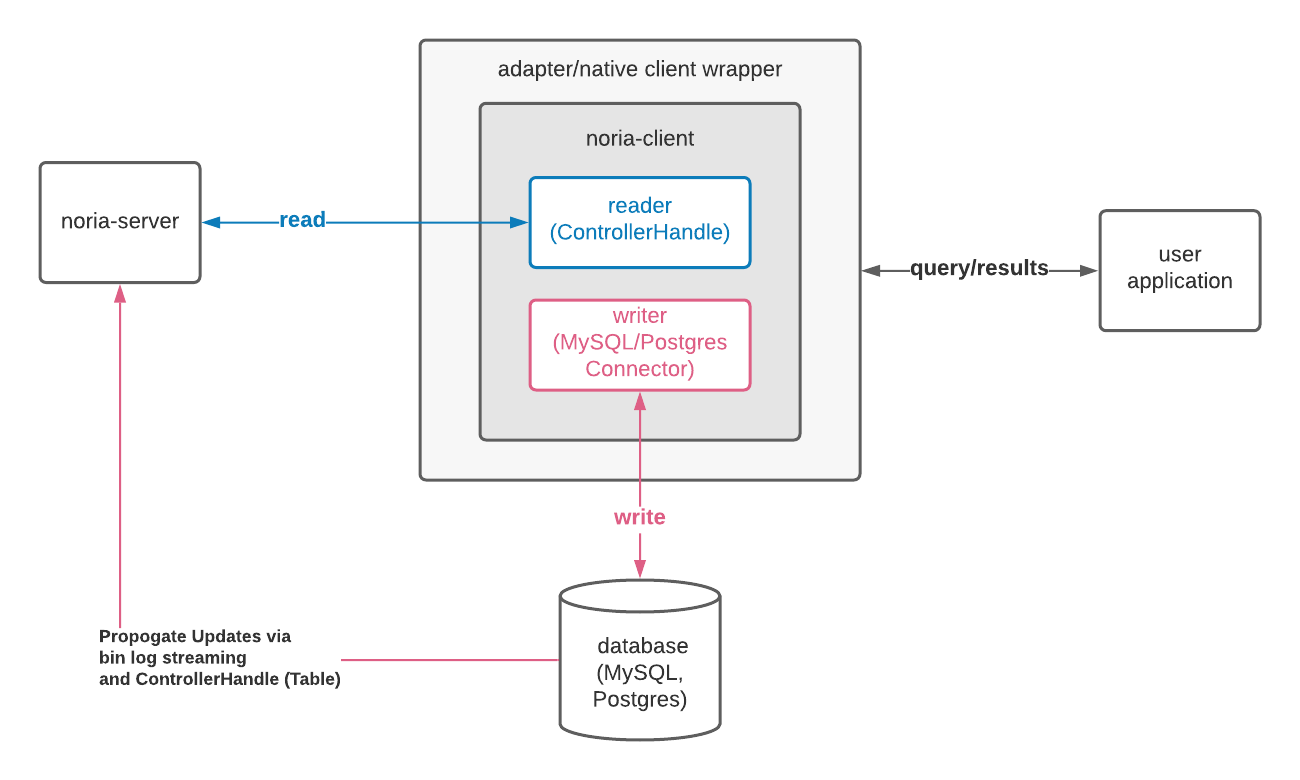 adapter/native client wrapper
noria-client
noria-server
read
reader
(ControllerHandle)
query/results
user
application
writer
(MySQL/Postgres
Connector)
write
Propogate Updates via
bin log streaming
and ControllerHandle (Table)
database
(MySQL,
Postgres)